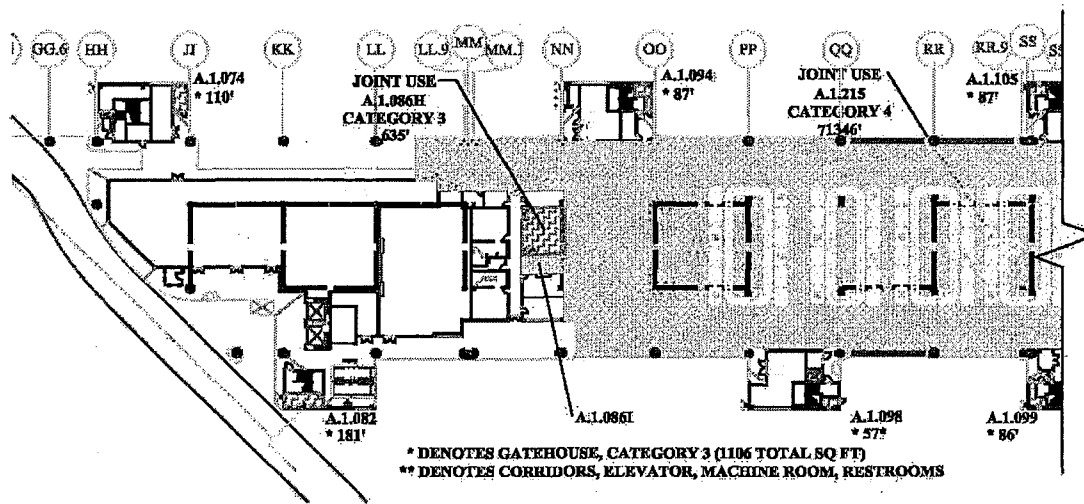 GG.6 HH JJ KK LL LL.9 MM MM.1 NN OO PP QQ RR RR.9 SS
A.1.074
* 110'
JOINT USE
A.1.086H
CATEGORY 3
635'
A.1.094
* 87'
JOINT USE
A.1.215
CATEGORY 4
71346'
A.1.105
* 87'
A.1.082
* 181'
A.1.086I
A.1.098
* 57'
A.1.099
* 86'
* DENOTES GATEHOUSE, CATEGORY 3 (1106 TOTAL SQ FT)
** DENOTES CORRIDORS, ELEVATOR, MACHINE ROOM, RESTROOMS